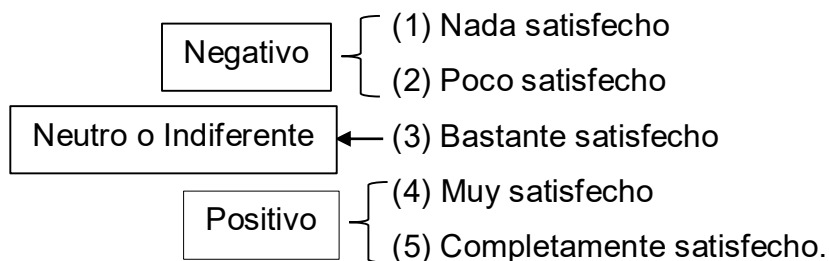 Negativo
(1) Nada satisfecho
(2) Poco satisfecho
Neutro o Indiferente
(3) Bastante satisfecho
Positivo
(4) Muy satisfecho
(5) Completamente satisfecho.